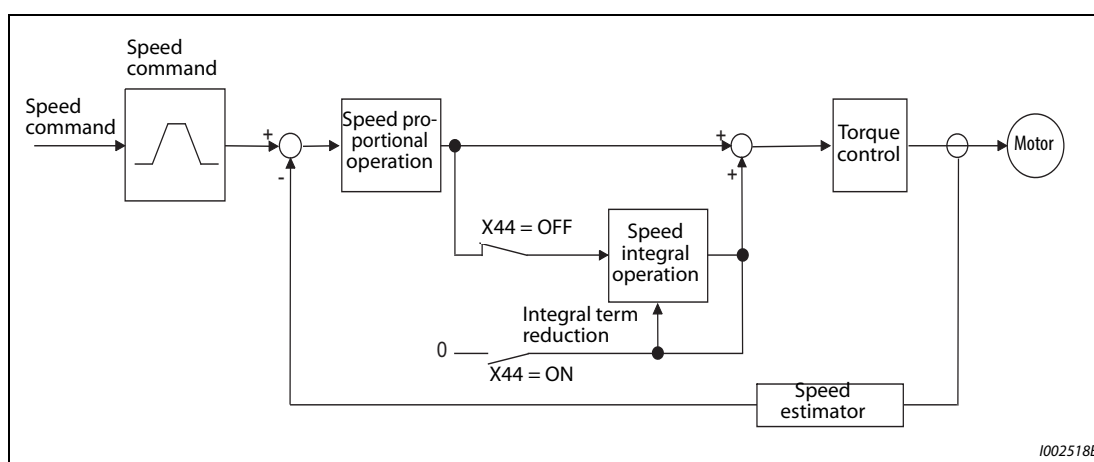 Speed
command
Speed
command
+
-
Speed pro-
portional
operation
+
+
Torque
control
Motor
X44 = OFF
Speed
integral
operation
Integral term
reduction
0
X44 = ON
Speed
estimator
I002518E